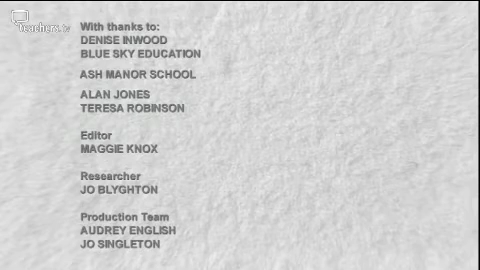 Teachers.tv
With thanks to:
DENISE INWOOD
BLUE SKY EDUCATION
ASH MANOR SCHOOL
ALAN JONES
TERESA ROBINSON
Editor
MAGGIE KNOX
Researcher
JO BLYGHTON
Production Team
AUDREY ENGLISH
JO SINGLETON